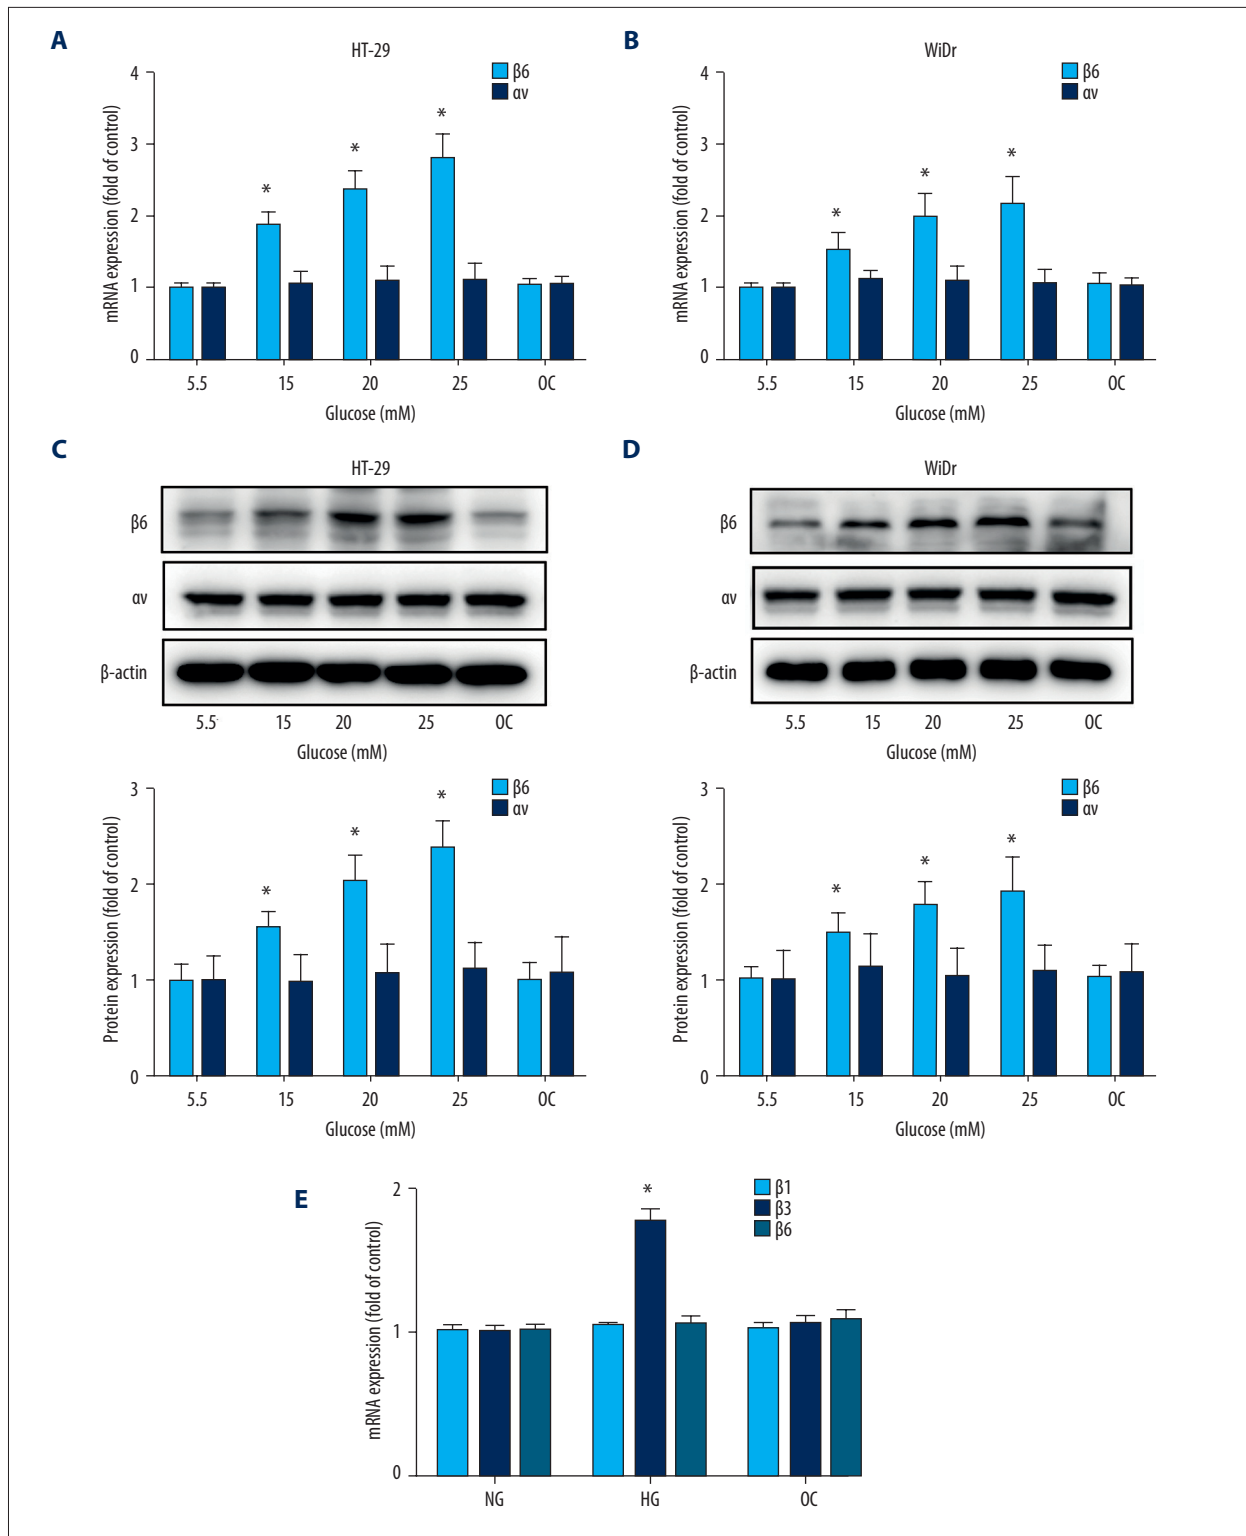 A
HT-29
β6
αv
mRNA expression (fold of control)
4
3
2
1
0
* * *
5.5 15 20 25 OC
Glucose (mM)
B
WiDr
β6
αv
mRNA expression (fold of control)
4
3
2
1
0
* * *
5.5 15 20 25 OC
Glucose (mM)
C
HT-29
β6
αv
β-actin
5.5 15 20 25 OC
Glucose (mM)
β6
αv
Protein expression (fold of control)
3
2
1
0
* * *
5.5 15 20 25 OC
Glucose (mM)
D
WiDr
β6
αv
β-actin
5.5 15 20 25 OC
Glucose (mM)
β6
αv
Protein expression (fold of control)
3
2
1
0
* * *
5.5 15 20 25 OC
Glucose (mM)
E
β1
β3
β6
mRNA expression (fold of control)
2
1
0
*
NG HG OC